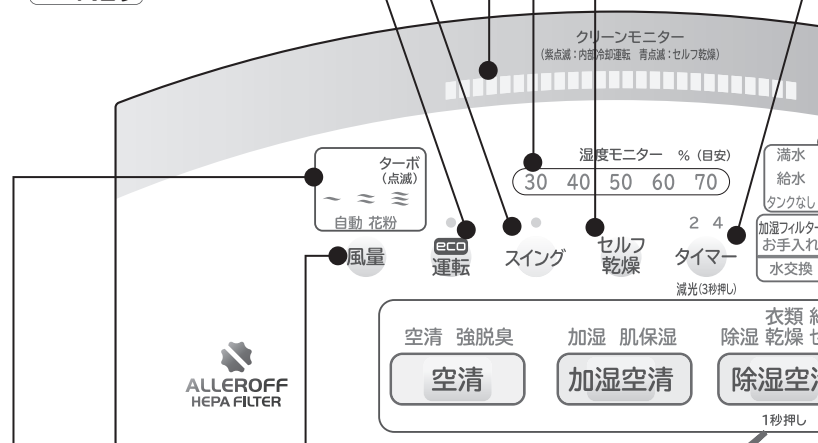 クリーンモニター
(紫点滅：内部冷却運転　青点滅：セルフ乾燥)
ターボ
(点滅)
自動 花粉
湿度モニター　%（目安）
30 40 50 60 70
満水
給水
タンクなし
加湿フィルター
お手入れ
水交換
風量
eco
運転
スイング
セルフ
乾燥
2 4
タイマー
減光(3秒押し)
空清 強脱臭
空清
加湿 肌保湿
加湿空清
衣類
除湿 乾燥
除湿空清
1秒押し
ALLEROFF
HEPA FILTER